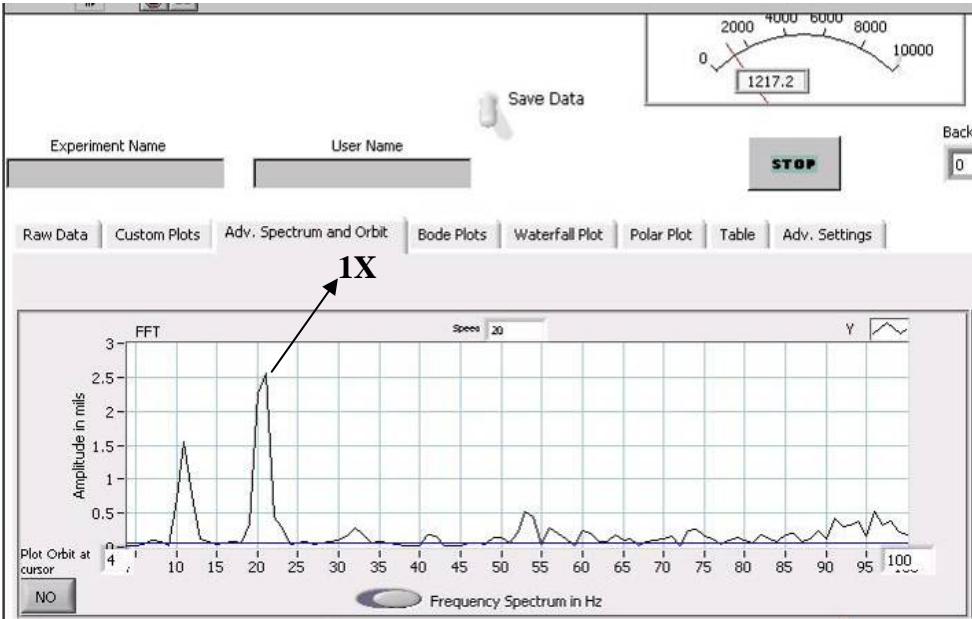 2000 4000 6000 8000
0 10000
1217.2
Save Data
Experiment Name User Name Back
STOP 0
Raw Data Custom Plots Adv. Spectrum and Orbit Bode Plots Waterfall Plot Polar Plot Table Adv. Settings
1X
FFT Speed 20 Y
3
2.5
2
1.5
1
0.5
0
Amplitude in mils
Plot Orbit at
cursor
4 10 15 20 25 30 35 40 45 50 55 60 65 70 75 80 85 90 95 100
NO
Frequency Spectrum in Hz